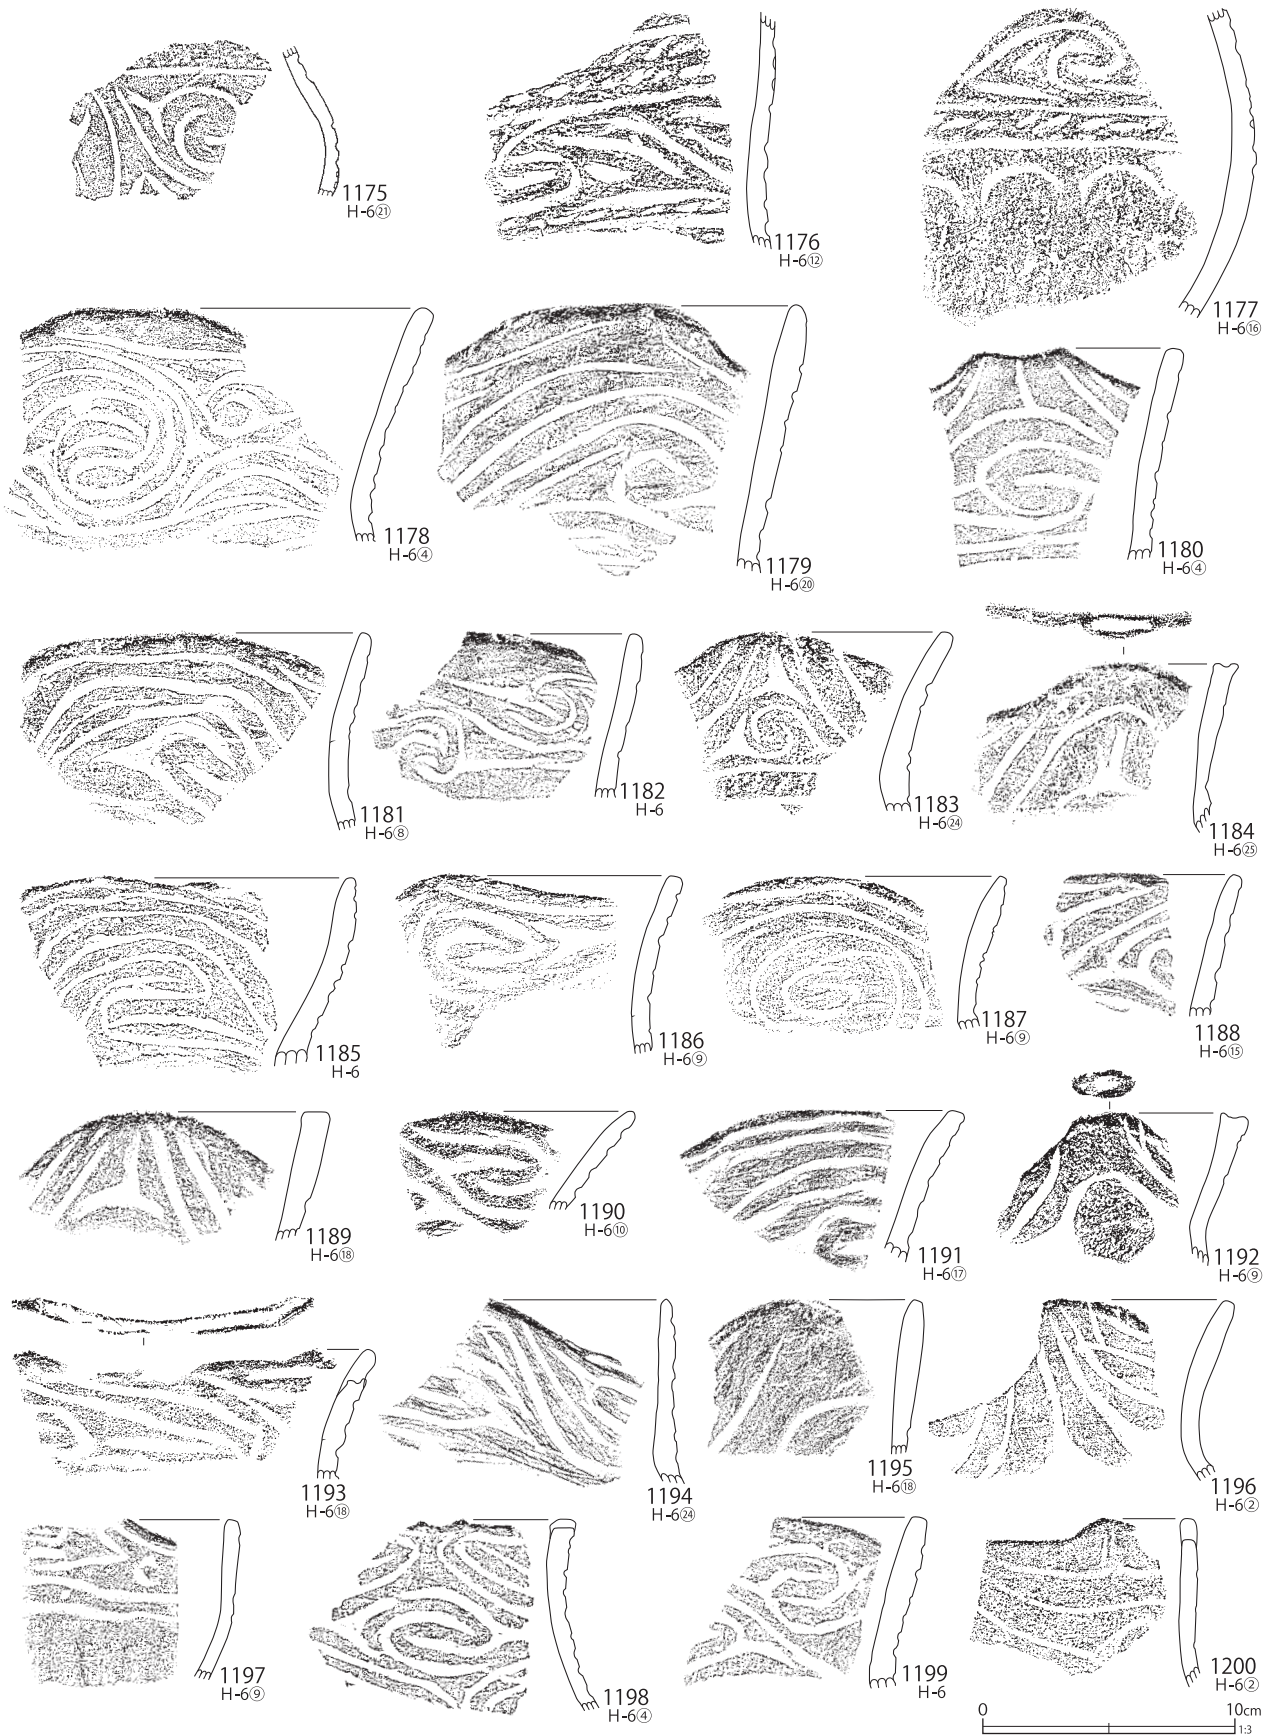 1175
H-6㉑
1176
H-6⑫
1177
H-6⑯
1178
H-6④
1179
H-6⑳
1180
H-6④
1181
H-6⑧
1182
H-6
1183
H-6㉔
1184
H-6㉕
1185
H-6
1186
H-6⑨
1187
H-6⑨
1188
H-6⑮
1189
H-6⑱
1190
H-6⑩
1191
H-6⑰
1192
H-6⑨
1193
H-6⑱
1194
H-6㉔
1195
H-6⑱
1196
H-6②
1197
H-6⑨
1198
H-6④
1199
H-6
1200
H-6②
0 10cm
1:3